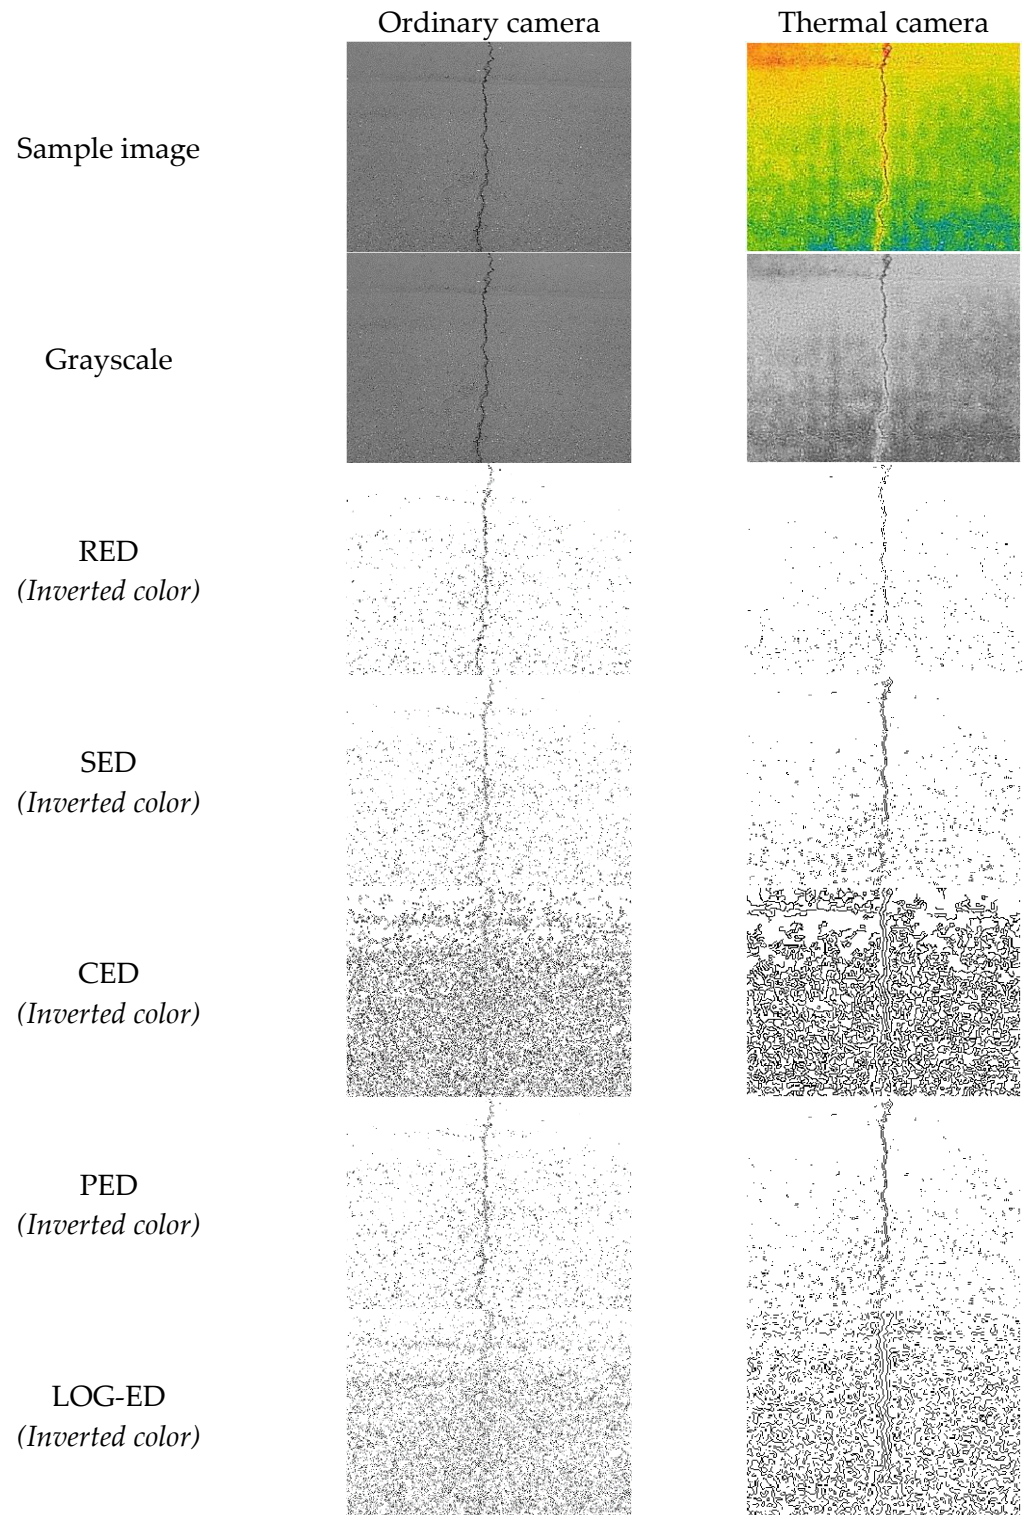 Ordinary camera
Thermal camera
Sample image
Grayscale
RED
(Inverted color)
SED
(Inverted color)
CED
(Inverted color)
PED
(Inverted color)
LOG-ED
(Inverted color)